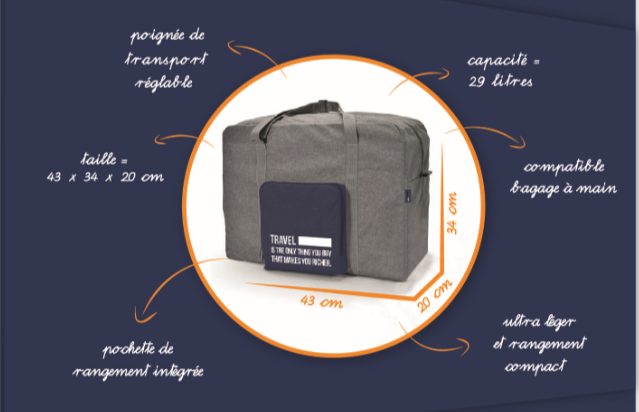 poignée de
transport
réglable
capacité =
29 litres
taille =
43 x 34 x 20 cm
compatible
bagage à main
TRAVEL
IS THE ONLY THING YOU BUY
THAT MAKES YOU RICHER.
34 cm
43 cm
20 cm
pochette de
rangement intégrée
ultra léger
et rangement
compact